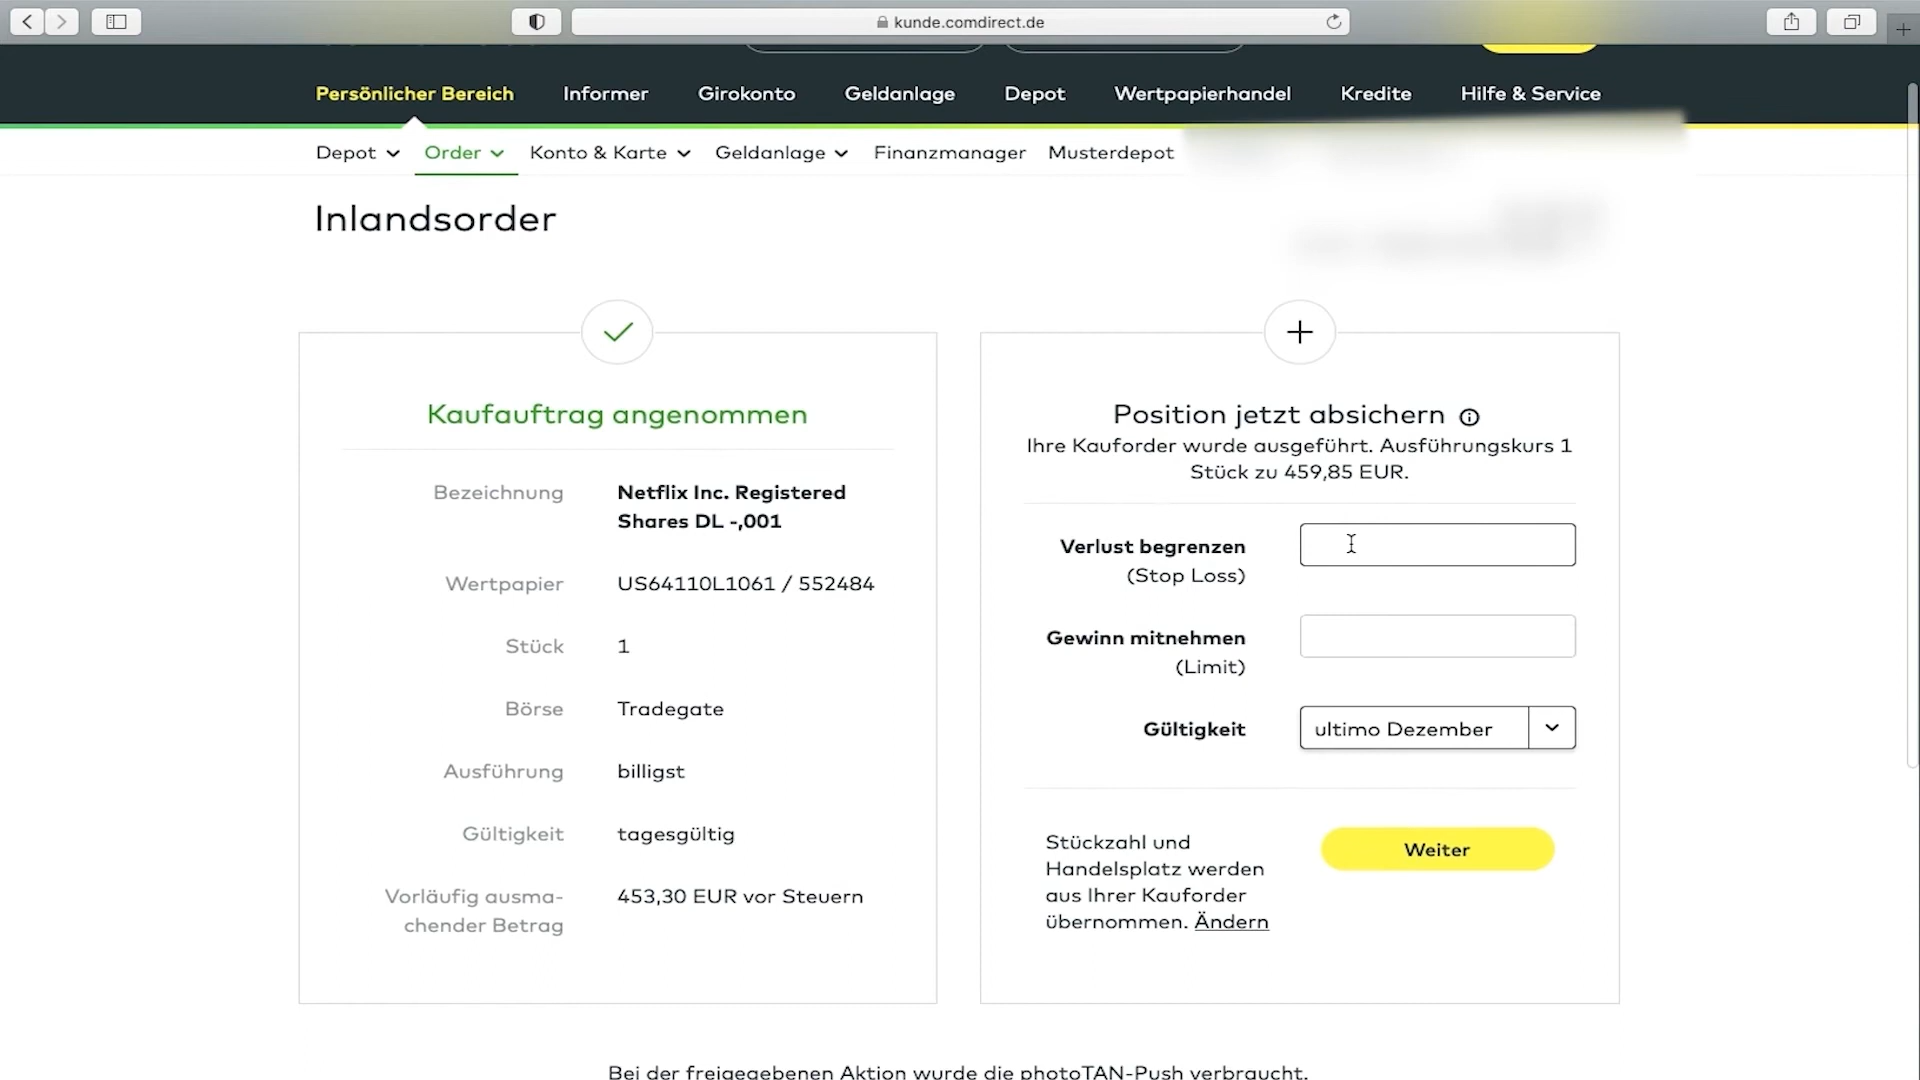 kunde.comdirect.de
Persönlicher Bereich Informer Girokonto Geldanlage Depot Wertpapierhandel Kredite Hilfe & Service
Depot Order Konto & Karte Geldanlage Finanzmanager Musterdepot
Inlandsorder
Kaufauftrag angenommen
Bezeichnung Netflix Inc. Registered
Shares DL -,001
Wertpapier US64110L1061 / 552484
Stück 1
Börse Tradegate
Ausführung billigst
Gültigkeit tagesgültig
Vorläufig ausma- 453,30 EUR vor Steuern
chender Betrag
Position jetzt absichern
Ihre Kauforder wurde ausgeführt. Ausführungskurs 1
Stück zu 459,85 EUR.
Verlust begrenzen
(Stop Loss)
Gewinn mitnehmen
(Limit)
Gültigkeit ultimo Dezember
Stückzahl und
Handelsplatz werden
aus Ihrer Kauforder
übernommen. Ändern
Weiter
Bei der freigegebenen Aktion wurde die photoTAN-Push verbraucht.